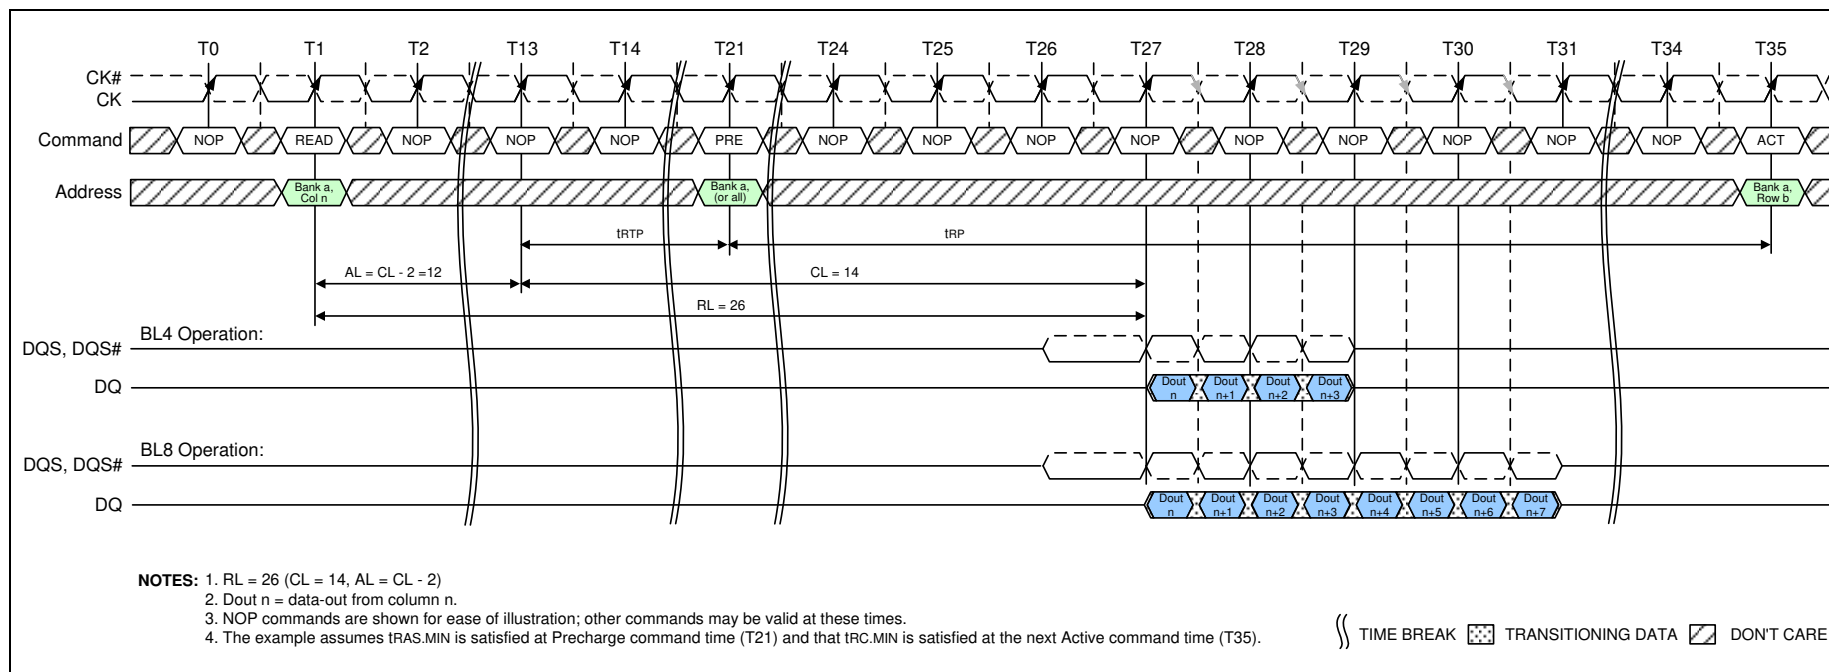 T0 T1 T2 T13 T14 T21 T24 T25 T26 T27 T28 T29 T30 T31 T34 T35
CK#
CK
Command NOP READ NOP NOP NOP PRE NOP NOP NOP NOP NOP NOP NOP NOP NOP ACT
Address
Bank a,
Col n
Bank a,
(or all)
Bank a,
Row b
tRTP tRP
AL = CL - 2 =12 CL = 14
RL = 26
BL4 Operation:
DQS, DQS#
DQ
Dout
n
Dout
n+1
Dout
n+2
Dout
n+3
BL8 Operation:
DQS, DQS#
DQ
Dout
n
Dout
n+1
Dout
n+2
Dout
n+3
Dout
n+4
Dout
n+5
Dout
n+6
Dout
n+7
NOTES: 1. RL = 26 (CL = 14, AL = CL - 2)
2. Dout n = data-out from column n.
3. NOP commands are shown for ease of illustration; other commands may be valid at these times.
4. The example assumes tRAS.MIN is satisfied at Precharge command time (T21) and that tRC.MIN is satisfied at the next Active command time (T35).
TIME BREAK TRANSITIONING DATA DON'T CARE